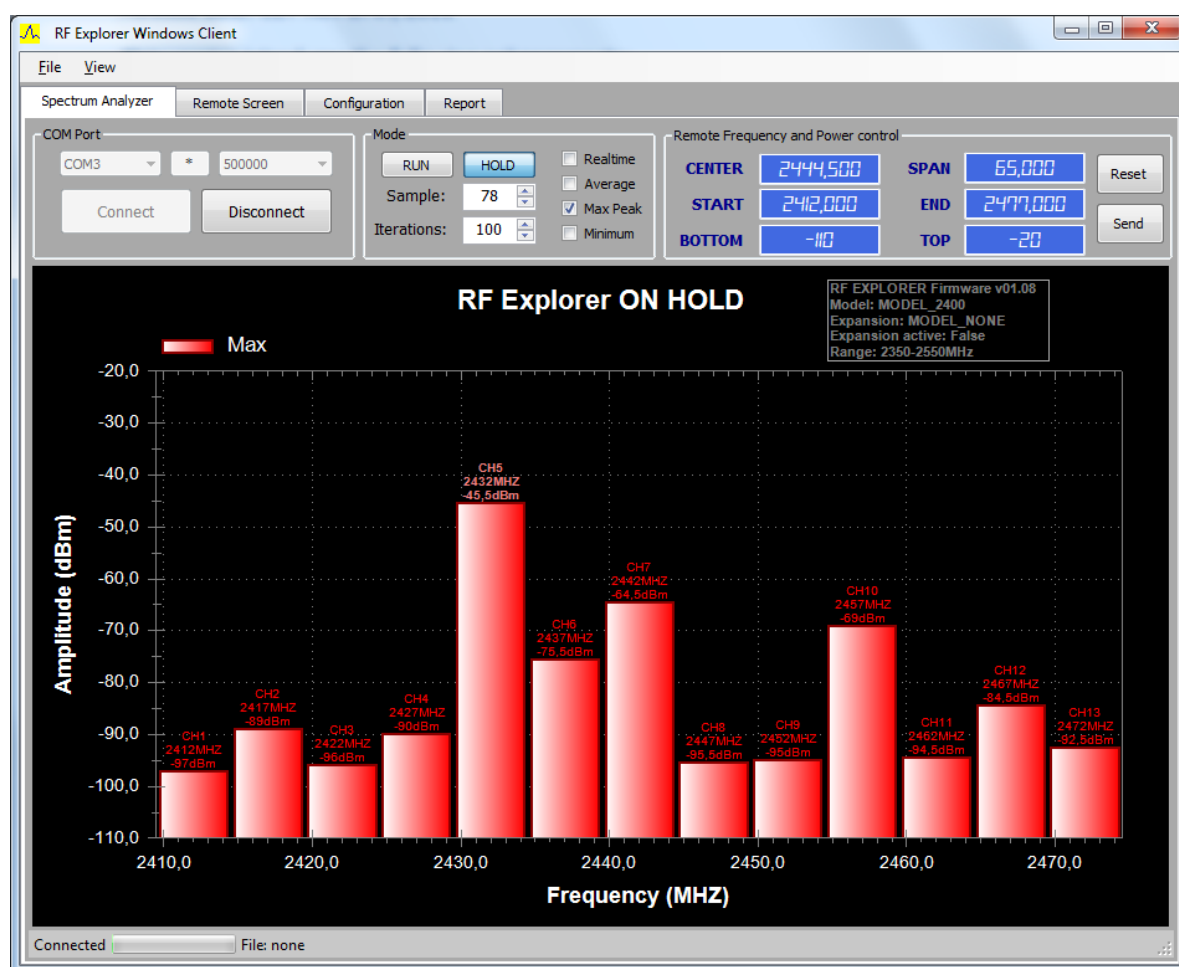 RF Explorer Windows Client
File View
Spectrum Analyzer Remote Screen Configuration Report
COM Port
COM3 * 500000
Connect Disconnect
Mode
RUN HOLD
Sample: 78
Iterations: 100
Realtime
Average
Max Peak
Minimum
Remote Frequency and Power control
CENTER 2444,500 SPAN 65,000 Reset
START 2412,000 END 2477,000
BOTTOM -110 TOP -20 Send
RF Explorer ON HOLD
RF EXPLORER Firmware v01.08
Model: MODEL_2400
Expansion: MODEL_NONE
Expansion active: False
Range: 2350-2550MHz
Max
Amplitude (dBm)
-20,0
-30,0
-40,0
-50,0
-60,0
-70,0
-80,0
-90,0
-100,0
-110,0
CH1
2412MHZ
-97dBm
CH2
2417MHZ
-89dBm
CH3
2422MHZ
-96dBm
CH4
2427MHZ
-90dBm
CH5
2432MHZ
-45,5dBm
CH6
2437MHZ
-75,5dBm
CH7
2442MHZ
-64,5dBm
CH8
2447MHZ
-95,5dBm
CH9
2452MHZ
-95dBm
CH10
2457MHZ
-69dBm
CH11
2462MHZ
-94,5dBm
CH12
2467MHZ
-84,5dBm
CH13
2472MHZ
-92,5dBm
2410,0 2420,0 2430,0 2440,0 2450,0 2460,0 2470,0
Frequency (MHZ)
Connected File: none